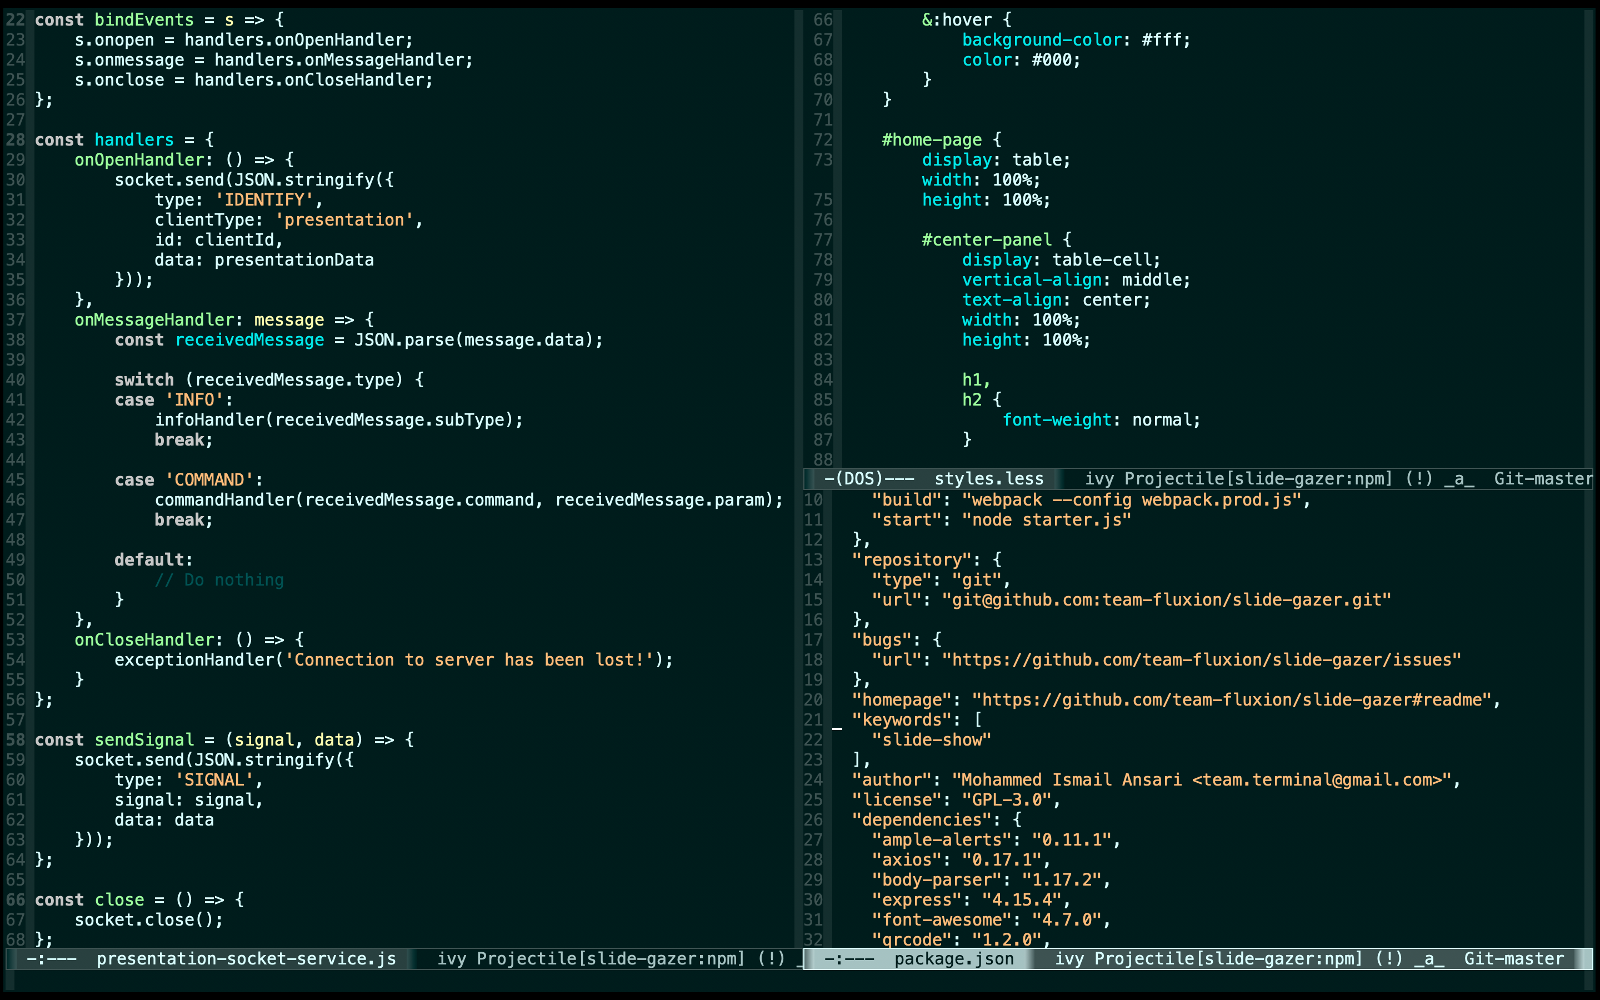 22 const bindEvents = s => {
23     s.onopen = handlers.onOpenHandler;
24     s.onmessage = handlers.onMessageHandler;
25     s.onclose = handlers.onCloseHandler;
26 };
27
28 const handlers = {
29     onOpenHandler: () => {
30         socket.send(JSON.stringify({
31             type: 'IDENTIFY',
32             clientType: 'presentation',
33             id: clientId,
34             data: presentationData
35         }));
36     },
37     onMessageHandler: message => {
38         const receivedMessage = JSON.parse(message.data);
39
40         switch (receivedMessage.type) {
41         case 'INFO':
42             infoHandler(receivedMessage.subType);
43             break;
44
45         case 'COMMAND':
46             commandHandler(receivedMessage.command, receivedMessage.param);
47             break;
48
49         default:
50             // Do nothing
51         }
52     },
53     onCloseHandler: () => {
54         exceptionHandler('Connection to server has been lost!');
55     }
56 };
57
58 const sendSignal = (signal, data) => {
59     socket.send(JSON.stringify({
60         type: 'SIGNAL',
61         signal: signal,
62         data: data
63     }));
64 };
65
66 const close = () => {
67     socket.close();
68 };
-:---  presentation-socket-service.js    ivy Projectile[slide-gazer:npm] (!) _
66         &:hover {
67             background-color: #fff;
68             color: #000;
69         }
70     }
71
72     #home-page {
73         display: table;
width: 100%;
75         height: 100%;
76
77         #center-panel {
78             display: table-cell;
79             vertical-align: middle;
80             text-align: center;
81             width: 100%;
82             height: 100%;
83
84             h1,
85             h2 {
86                 font-weight: normal;
87             }
88
-(DOS)---  styles.less    ivy Projectile[slide-gazer:npm] (!) _a_  Git-master
10     "build": "webpack --config webpack.prod.js",
11     "start": "node starter.js"
12   },
13   "repository": {
14     "type": "git",
15     "url": "git@github.com:team-fluxion/slide-gazer.git"
16   },
17   "bugs": {
18     "url": "https://github.com/team-fluxion/slide-gazer/issues"
19   },
20   "homepage": "https://github.com/team-fluxion/slide-gazer#readme",
21   "keywords": [
22     "slide-show"
23   ],
24   "author": "Mohammed Ismail Ansari <team.terminal@gmail.com>",
25   "license": "GPL-3.0",
26   "dependencies": {
27     "ample-alerts": "0.11.1",
28     "axios": "0.17.1",
29     "body-parser": "1.17.2",
30     "express": "4.15.4",
31     "font-awesome": "4.7.0",
32     "qrcode": "1.2.0",
-:---  package.json    ivy Projectile[slide-gazer:npm] (!) _a_  Git-master